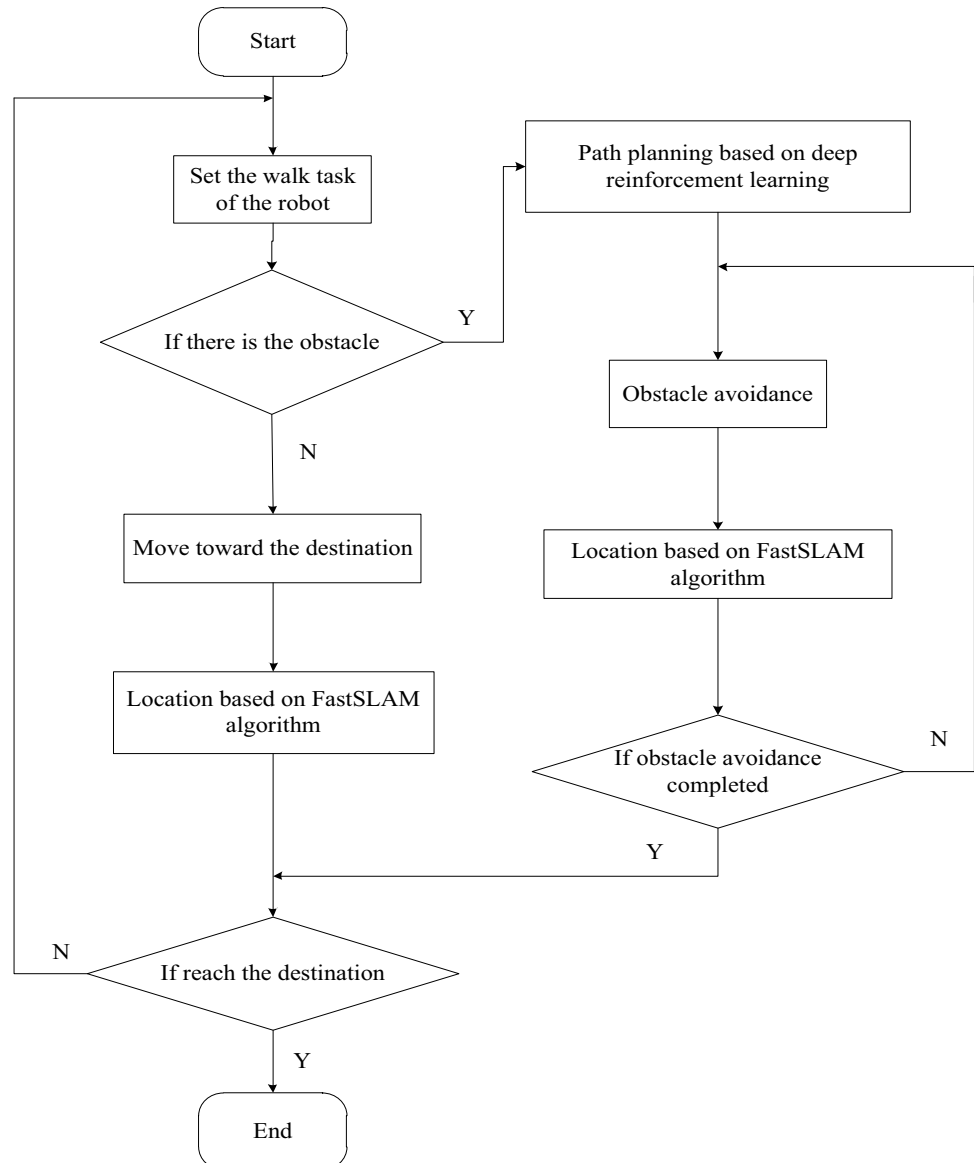 Start
Set the walk task
of the robot
Path planning based on deep
reinforcement learning
If there is the obstacle
Y
N
Obstacle avoidance
Move toward the destination
Location based on FastSLAM
algorithm
Location based on FastSLAM
algorithm
If obstacle avoidance
completed
N
Y
If reach the destination
N
Y
End